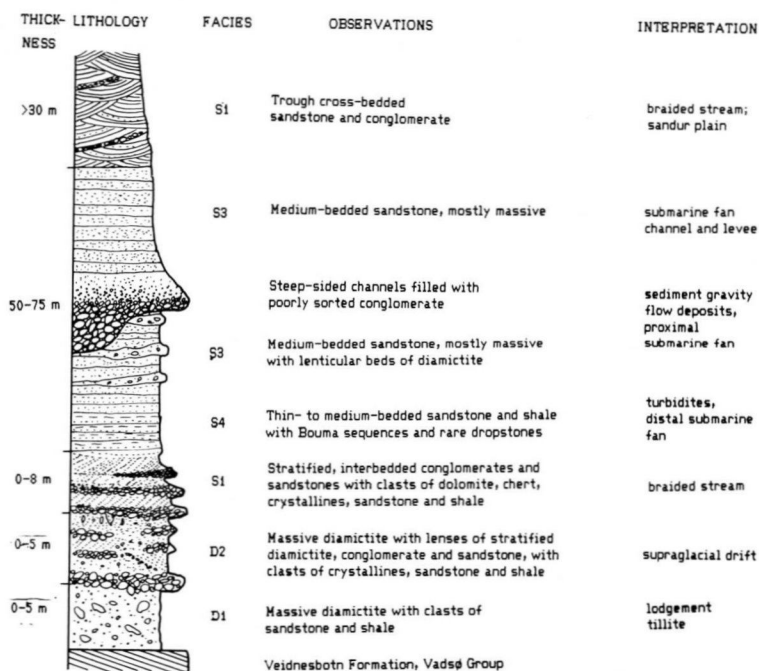 THICK- LITHOLOGY FACIES OBSERVATIONS INTERPRETATION
NESS
>30 m S1 Trough cross-bedded
sandstone and conglomerate
braided stream;
sandur plain
S3 Medium-bedded sandstone, mostly massive
submarine fan
channel and levee
50-75 m
Steep-sided channels filled with
poorly sorted conglomerate
sediment gravity
flow deposits,
proximal
submarine fan
S3 Medium-bedded sandstone, mostly massive
with lenticular beds of diamictite
S4 Thin- to medium-bedded sandstone and shale
with Bouma sequences and rare dropstones
turbidites,
distal submarine
fan
0-8 m S1 Stratified, interbedded conglomerates and
sandstones with clasts of dolomite, chert,
crystallines, sandstone and shale
braided stream
0-5 m D2 Massive diamictite with lenses of stratified
diamictite, conglomerate and sandstone, with
clasts of crystallines, sandstone and shale
supraglacial drift
0-5 m D1 Massive diamictite with clasts of
sandstone and shale
lodgement
tillite
Veidnesbotn Formation, Vadsø Group